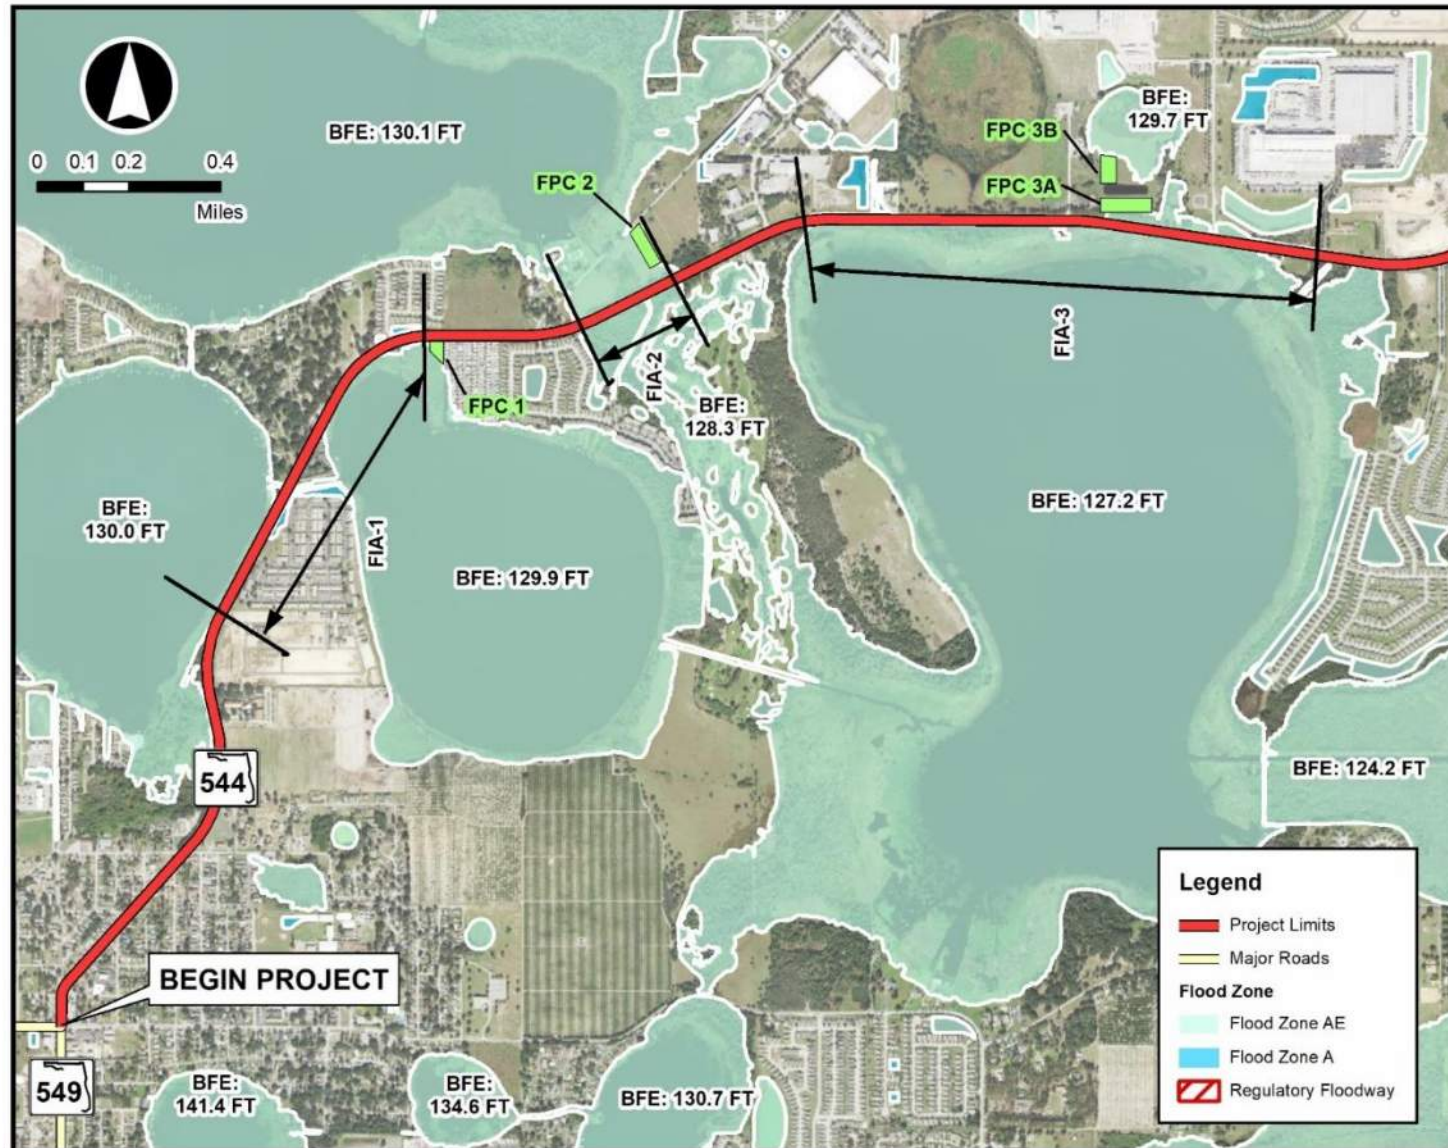 BFE: 130.1 FT
0 0.1 0.2 0.4
Miles
FPC 2
BFE:
129.7 FT
FPC 3B
FPC 3A
FPC 1
FIA-2
FIA-3
BFE:
128.3 FT
BFE:
130.0 FT
FIA-1
BFE: 129.9 FT
BFE: 127.2 FT
544
BFE: 124.2 FT
BEGIN PROJECT
549
BFE:
141.4 FT
BFE:
134.6 FT
BFE: 130.7 FT
Legend
Project Limits
Major Roads
Flood Zone
Flood Zone AE
Flood Zone A
Regulatory Floodway